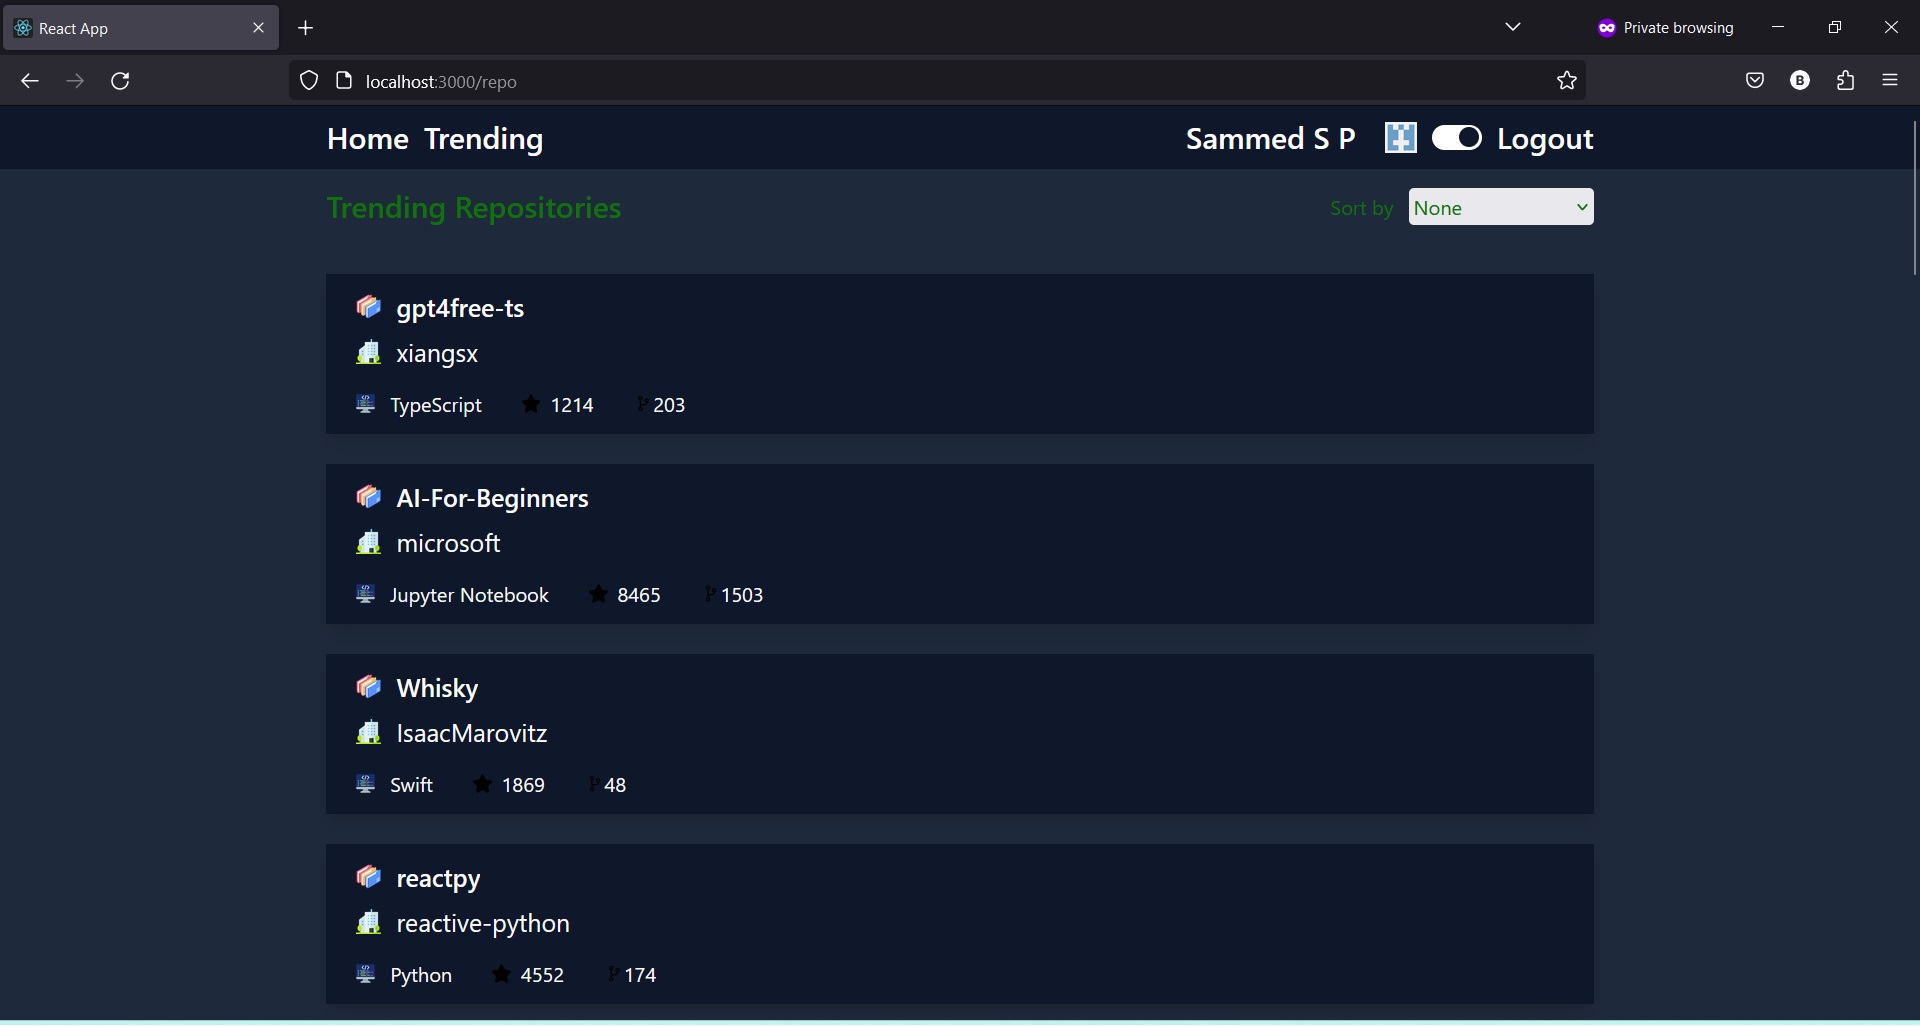 React App
Private browsing
localhost:3000/repo
B
Home Trending Sammed S P Logout
Trending Repositories Sort by None
gpt4free-ts
xiangsx
TypeScript 1214 203
AI-For-Beginners
microsoft
Jupyter Notebook 8465 1503
Whisky
IsaacMarovitz
Swift 1869 48
reactpy
reactive-python
Python 4552 174